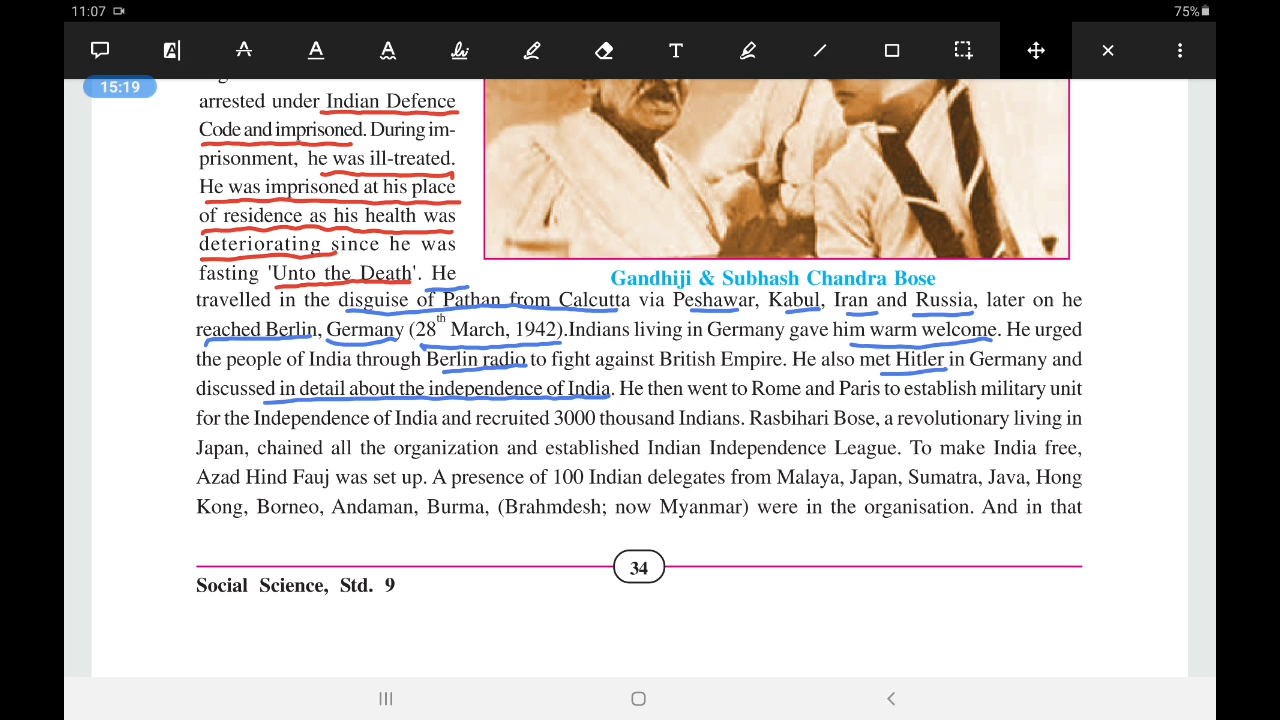 11:07
75%
T
15:19
arrested under Indian Defence
Code and imprisoned. During im-
prisonment, he was ill-treated.
He was imprisoned at his place
of residence as his health was
deteriorating since he was
fasting 'Unto the Death'. He
Gandhiji & Subhash Chandra Bose
travelled in the disguise of Pathan from Calcutta via Peshawar, Kabul, Iran and Russia, later on he
reached Berlin, Germany (28th March, 1942).Indians living in Germany gave him warm welcome. He urged
the people of India through Berlin radio to fight against British Empire. He also met Hitler in Germany and
discussed in detail about the independence of India. He then went to Rome and Paris to establish military unit
for the Independence of India and recruited 3000 thousand Indians. Rasbihari Bose, a revolutionary living in
Japan, chained all the organization and established Indian Independence League. To make India free,
Azad Hind Fauj was set up. A presence of 100 Indian delegates from Malaya, Japan, Sumatra, Java, Hong
Kong, Borneo, Andaman, Burma, (Brahmdesh; now Myanmar) were in the organisation. And in that
34
Social Science, Std. 9